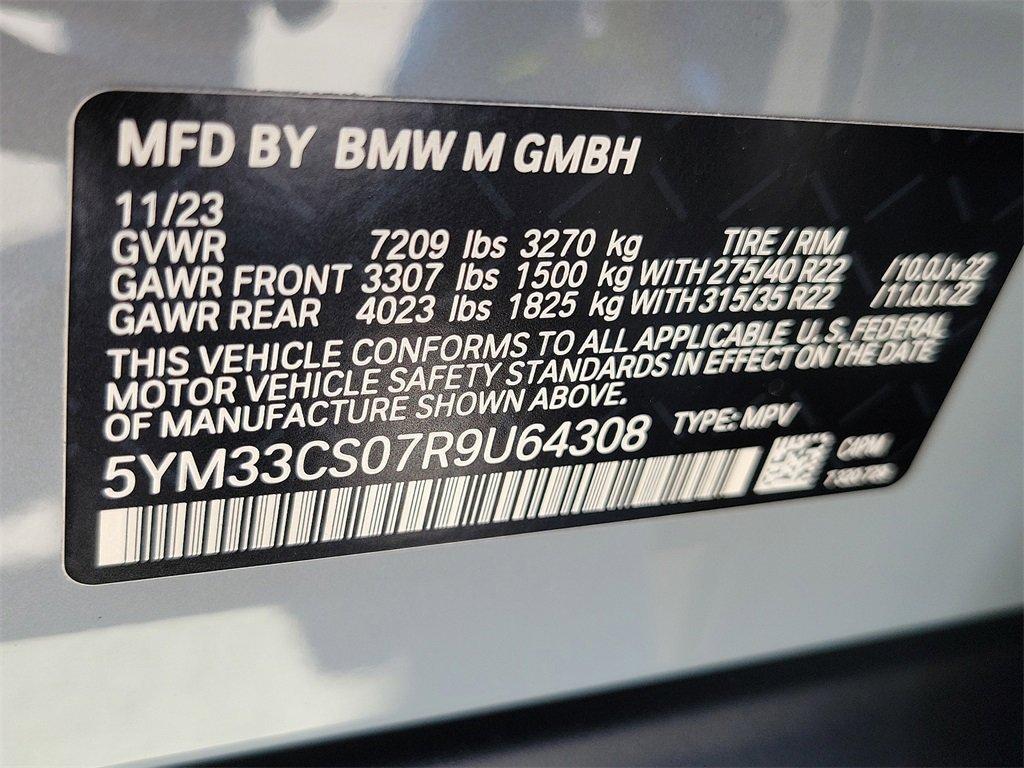 MFD BY BMW M GMBH
11/23
GVWR 7209 lbs 3270 kg TIRE / RIM
GAWR FRONT 3307 lbs 1500 kg WITH 275/40 R22 /10.0J x 22
GAWR REAR 4023 lbs 1825 kg WITH 315/35 R22 /11.0J x 22
THIS VEHICLE CONFORMS TO ALL APPLICABLE U.S. FEDERAL
MOTOR VEHICLE SAFETY STANDARDS IN EFFECT ON THE DATE
OF MANUFACTURE SHOWN ABOVE.
5YM33CS07R9U64308 TYPE: MPV